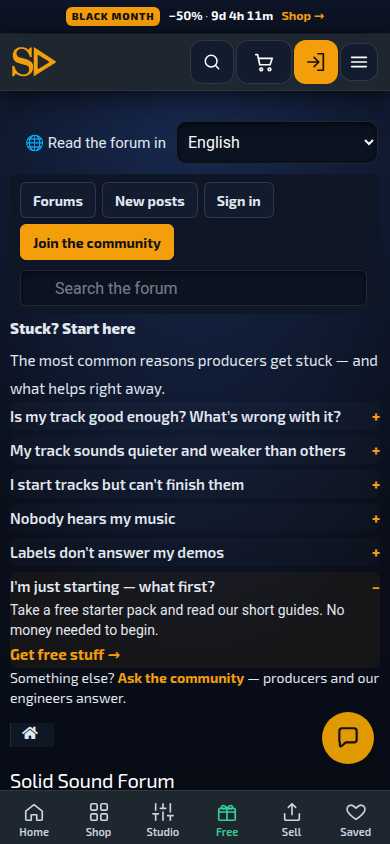 BLACK MONTH −50% · 9d 4h 11m Shop →
🌐 Read the forum in English
Forums New posts Sign in
Join the community
Search the forum
Stuck? Start here
The most common reasons producers get stuck — and
what helps right away.
Is my track good enough? What's wrong with it? +
My track sounds quieter and weaker than others +
I start tracks but can't finish them +
Nobody hears my music +
Labels don't answer my demos +
I'm just starting — what first? −
Take a free starter pack and read our short guides. No
money needed to begin.
Get free stuff →
Something else? Ask the community — producers and our
engineers answer.
Solid Sound Forum
Home Shop Studio Free Sell Saved